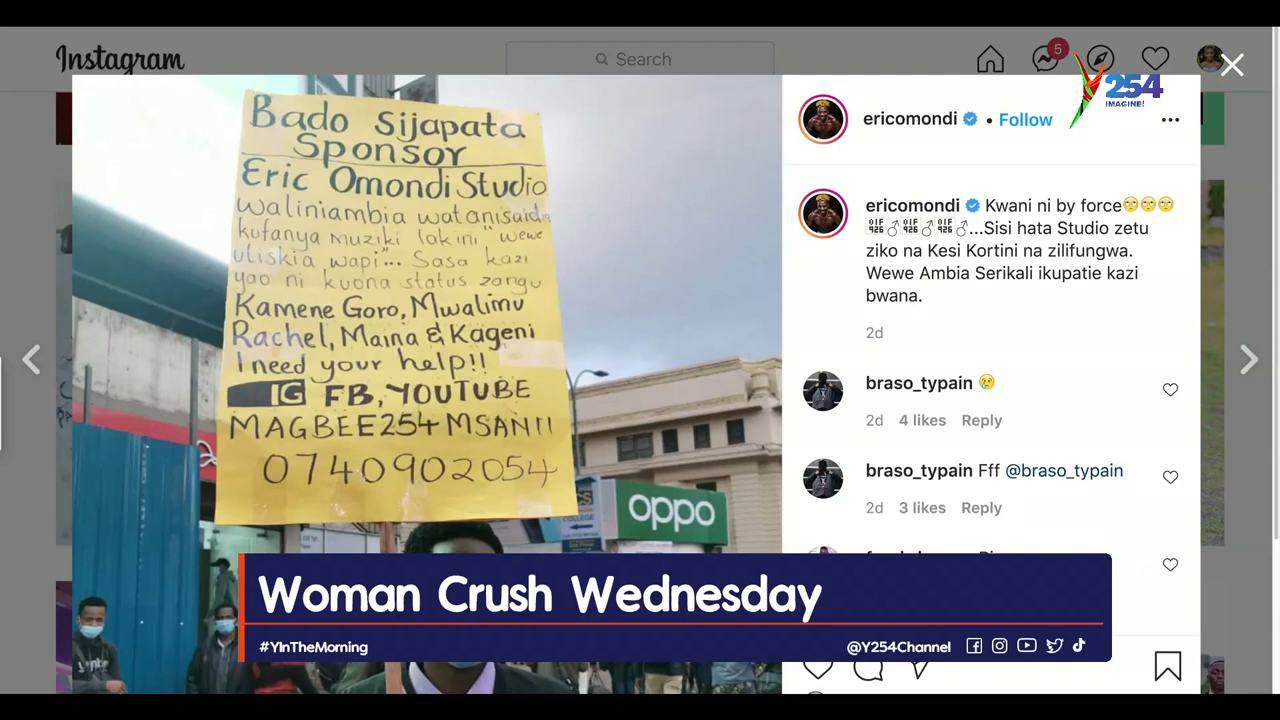 Instagram
Search
5
Y254
IMAGINE!
Bado Sijapata
Sponsor
Eric Omondi Studio
waliniambia watanisaidia
kufanya muziki lakini "wewe
uliskia wapi"... Sasa kazi
yao ni kuona status zangu
Kamene Goro, Mwalimu
Rachel, Maina & Kageni
I need your help!!
IG FB, YOUTUBE
MAGBEE254 MSANII
0740902054
oppo
COLLEGE
ericomondi • Follow
ericomondi Kwani ni by force🙄🙄🙄
♂️♂️♂️...Sisi hata Studio zetu
ziko na Kesi Kortini na zilifungwa.
Wewe Ambia Serikali ikupatie kazi
bwana.
2d
braso_typain 😢
2d 4 likes Reply
braso_typain Fff @braso_typain
2d 3 likes Reply
Woman Crush Wednesday
#YInTheMorning
@Y254Channel